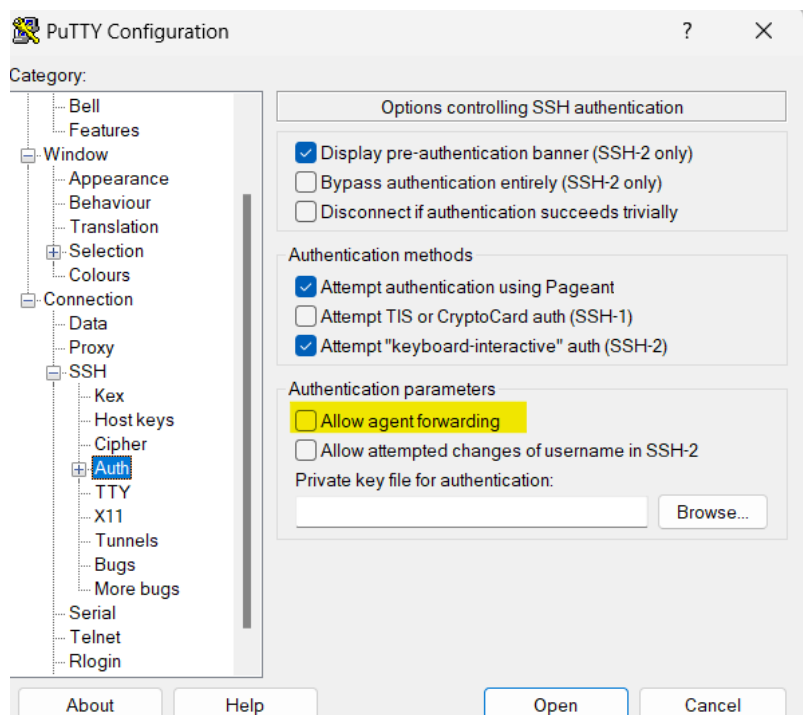 PuTTY Configuration
?
Category:
Bell
Features
Window
Appearance
Behaviour
Translation
Selection
Colours
Connection
Data
Proxy
SSH
Kex
Host keys
Cipher
Auth
TTY
X11
Tunnels
Bugs
More bugs
Serial
Telnet
Rlogin
Options controlling SSH authentication
Display pre-authentication banner (SSH-2 only)
Bypass authentication entirely (SSH-2 only)
Disconnect if authentication succeeds trivially
Authentication methods
Attempt authentication using Pageant
Attempt TIS or CryptoCard auth (SSH-1)
Attempt "keyboard-interactive" auth (SSH-2)
Authentication parameters
Allow agent forwarding
Allow attempted changes of username in SSH-2
Private key file for authentication:
Browse...
About
Help
Open
Cancel